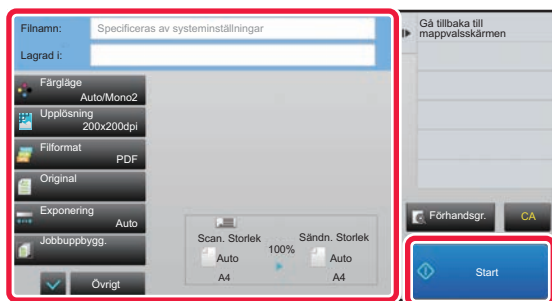 Filnamn:
Specificeras av systeminställningar
Lagrad i:
Färgläge
Auto/Mono2
Upplösning
200x200dpi
Filformat
PDF
Original
Exponering
Auto
Jobbuppbygg.
Övrigt
Scan. Storlek
Auto
A4
100%
Sändn. Storlek
Auto
A4
Gå tillbaka till
mappvalsskärmen
Förhandsgr.
CA
Start